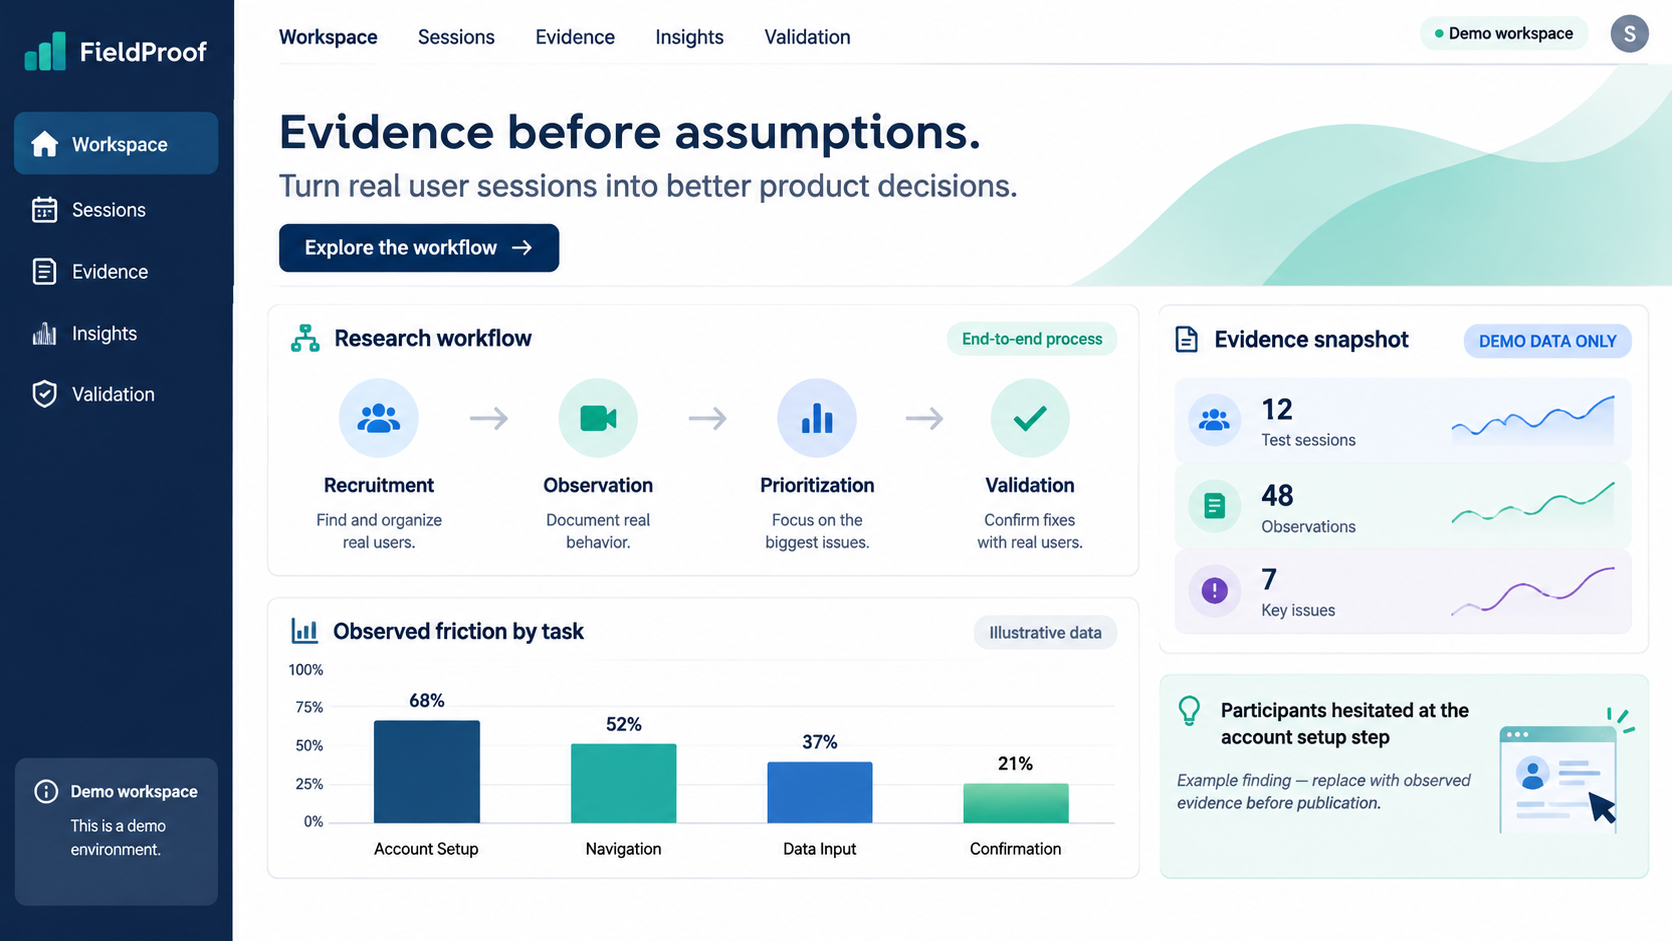 FieldProof
Workspace
Sessions
Evidence
Insights
Validation
Demo workspace
This is a demo
environment.
Workspace Sessions Evidence Insights Validation
Demo workspace
S
Evidence before assumptions.
Turn real user sessions into better product decisions.
Explore the workflow →
Research workflow
End-to-end process
Recruitment
Find and organize
real users.
Observation
Document real
behavior.
Prioritization
Focus on the
biggest issues.
Validation
Confirm fixes
with real users.
Observed friction by task
Illustrative data
100%
75%
50%
25%
0%
68%
52%
37%
21%
Account Setup
Navigation
Data Input
Confirmation
Evidence snapshot
DEMO DATA ONLY
12
Test sessions
48
Observations
7
Key issues
Participants hesitated at the
account setup step
Example finding — replace with observed
evidence before publication.